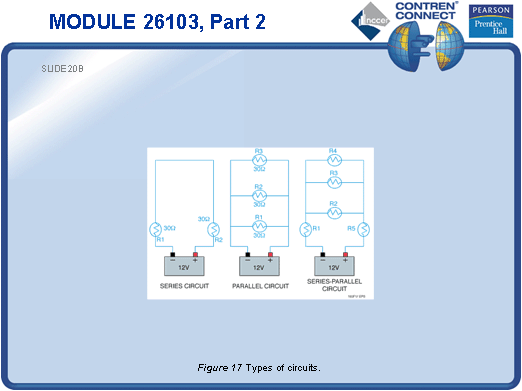 MODULE 26103, Part 2
nccer
CONTREN®
CONNECT
PEARSON
Prentice
Hall
SLIDE 20B
R3
30Ω
R2
30Ω
R1
30Ω
30Ω
R1
30Ω
R2
R4
R3
R2
R1
R5
– +
12V
– +
12V
– +
12V
SERIES CIRCUIT
PARALLEL CIRCUIT
SERIES-PARALLEL
CIRCUIT
Figure 17 Types of circuits.